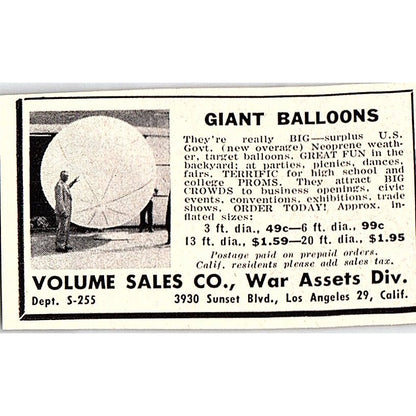 GIANT BALLOONS
They're really BIG—surplus U.S.
Govt. (new overage) Neoprene weath-
er, target balloons. GREAT FUN in the
backyard; at parties, plenics, dances,
fairs. TERRIFIC for high school and
college PROMS. They attract BIG
CROWDS to business openings, civic
events, conventions, exhibitions, trade
shows. ORDER TODAY! Approx. in-
flated sizes:
3 ft. dia., 49c—6 ft. dia., 99c
13 ft. dia., $1.59—20 ft. dia., $1.95
Postage paid on prepaid orders.
Calif. residents please add sales tax.
VOLUME SALES CO., War Assets Div.
Dept. S-255 3930 Sunset Blvd., Los Angeles 29, Calif.